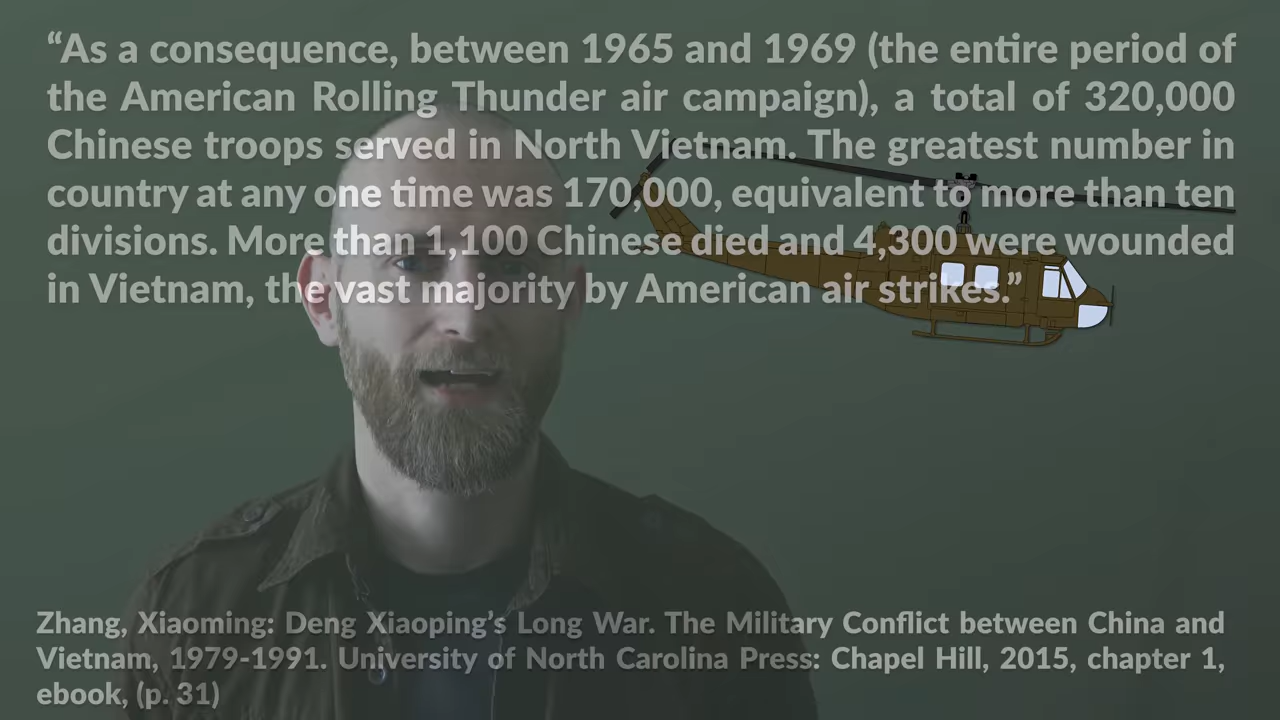 “As a consequence, between 1965 and 1969 (the entire period of
the American Rolling Thunder air campaign), a total of 320,000
Chinese troops served in North Vietnam. The greatest number in
country at any one time was 170,000, equivalent to more than ten
divisions. More than 1,100 Chinese died and 4,300 were wounded
in Vietnam, the vast majority by American air strikes.”
Zhang, Xiaoming: Deng Xiaoping’s Long War. The Military Conflict between China and
Vietnam, 1979-1991. University of North Carolina Press: Chapel Hill, 2015, chapter 1,
ebook, (p. 31)